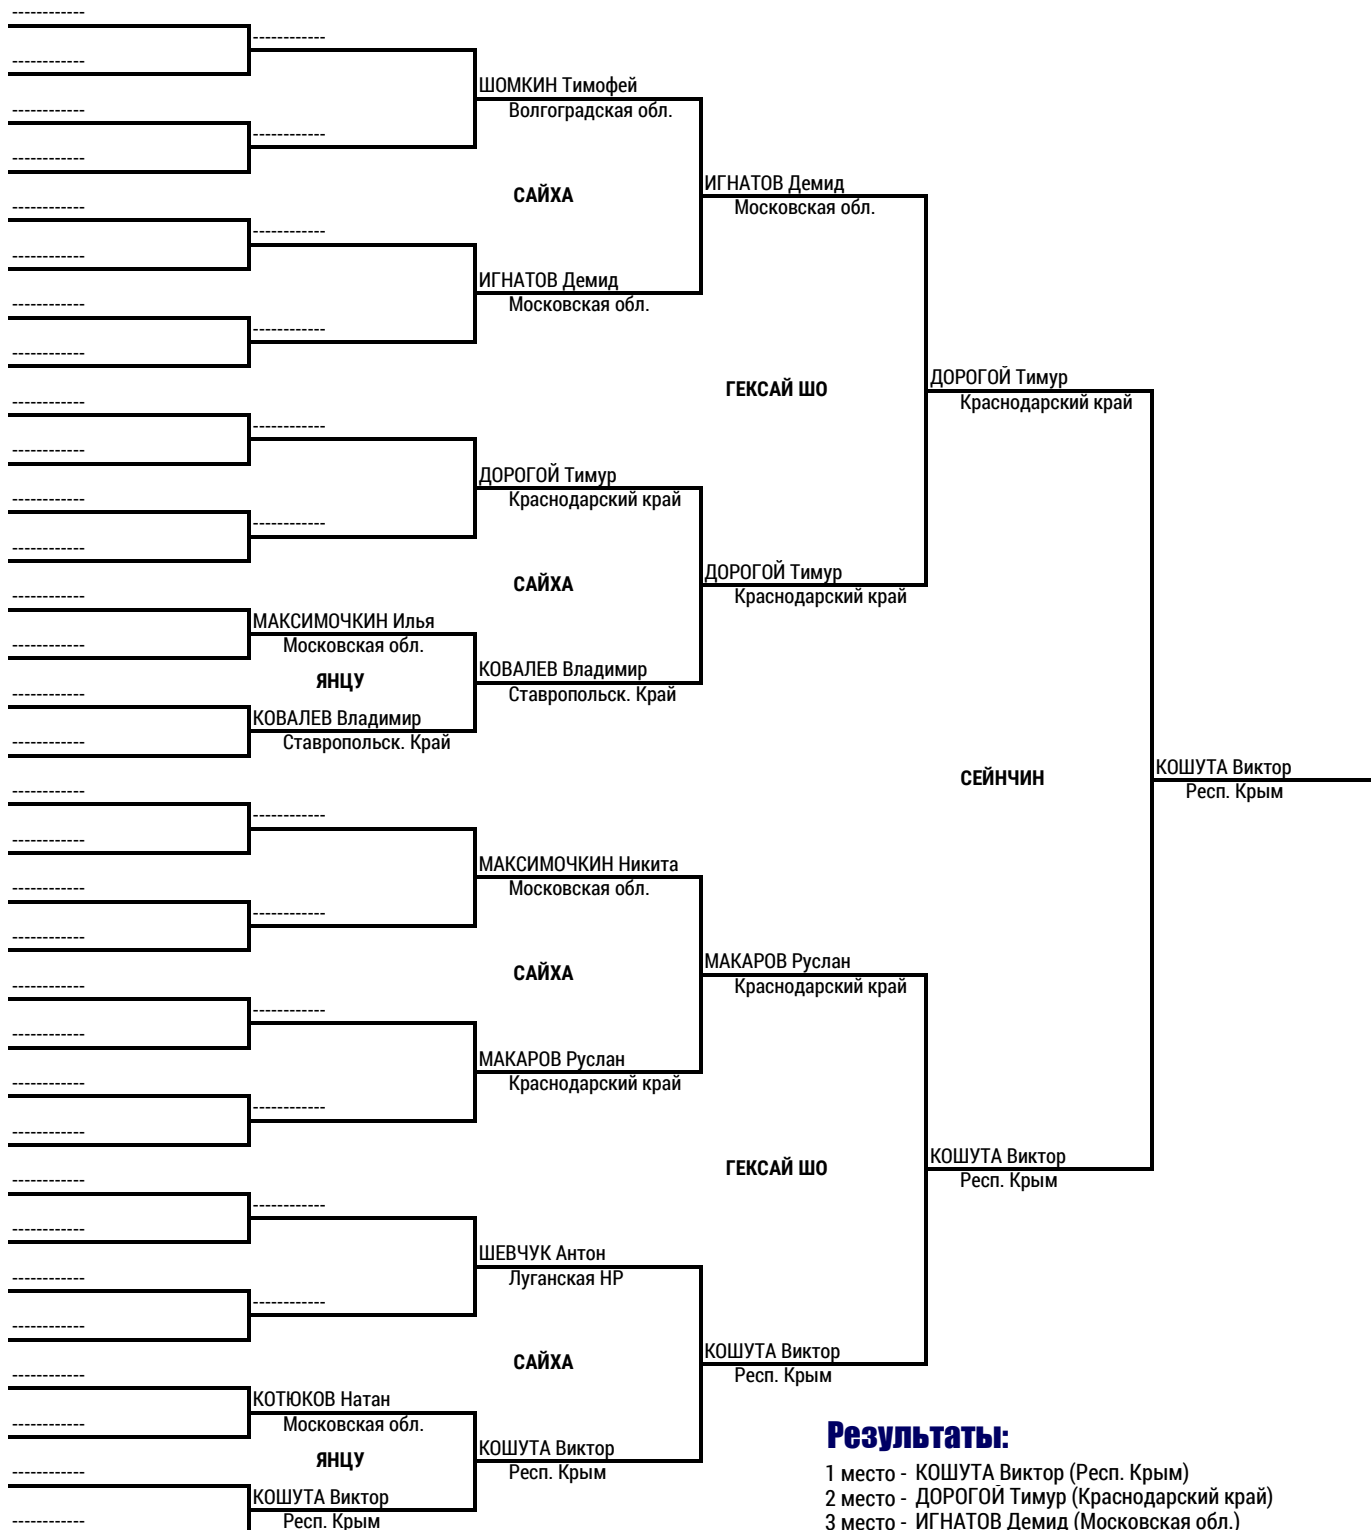 ------------
------------
------------
------------
ШОМКИН Тимофей
------------
Волгоградская обл.
------------
------------
САЙХА
ИГНАТОВ Демид
------------
Московская обл.
------------
------------
ИГНАТОВ Демид
------------
Московская обл.
------------
------------
ДОРОГОЙ Тимур
ГЕКСАЙ ШО
------------
Краснодарский край
------------
------------
ДОРОГОЙ Тимур
------------
Краснодарский край
------------
------------
ДОРОГОЙ Тимур
САЙХА
------------
Краснодарский край
МАКСИМОЧКИН Илья
------------
Московская обл.
КОВАЛЕВ Владимир
ЯНЦУ
------------
Ставропольск. Край
КОВАЛЕВ Владимир
------------
Ставропольск. Край
КОШУТА Виктор
СЕЙНЧИН
------------
Респ. Крым
------------
------------
МАКСИМОЧКИН Никита
------------
Московская обл.
------------
------------
МАКАРОВ Руслан
САЙХА
------------
Краснодарский край
------------
------------
МАКАРОВ Руслан
------------
Краснодарский край
------------
------------
КОШУТА Виктор
ГЕКСАЙ ШО
------------
Респ. Крым
------------
------------
ШЕВЧУК Антон
------------
Луганская НР
------------
------------
КОШУТА Виктор
САЙХА
------------
Респ. Крым
КОТЮКОВ Натан
------------
Московская обл.
КОШУТА Виктор
ЯНЦУ
------------
Респ. Крым
КОШУТА Виктор
------------
Респ. Крым
Результаты:
1 место - КОШУТА Виктор (Респ. Крым)
2 место - ДОРОГОЙ Тимур (Краснодарский край)
3 место - ИГНАТОВ Демид (Московская обл.)